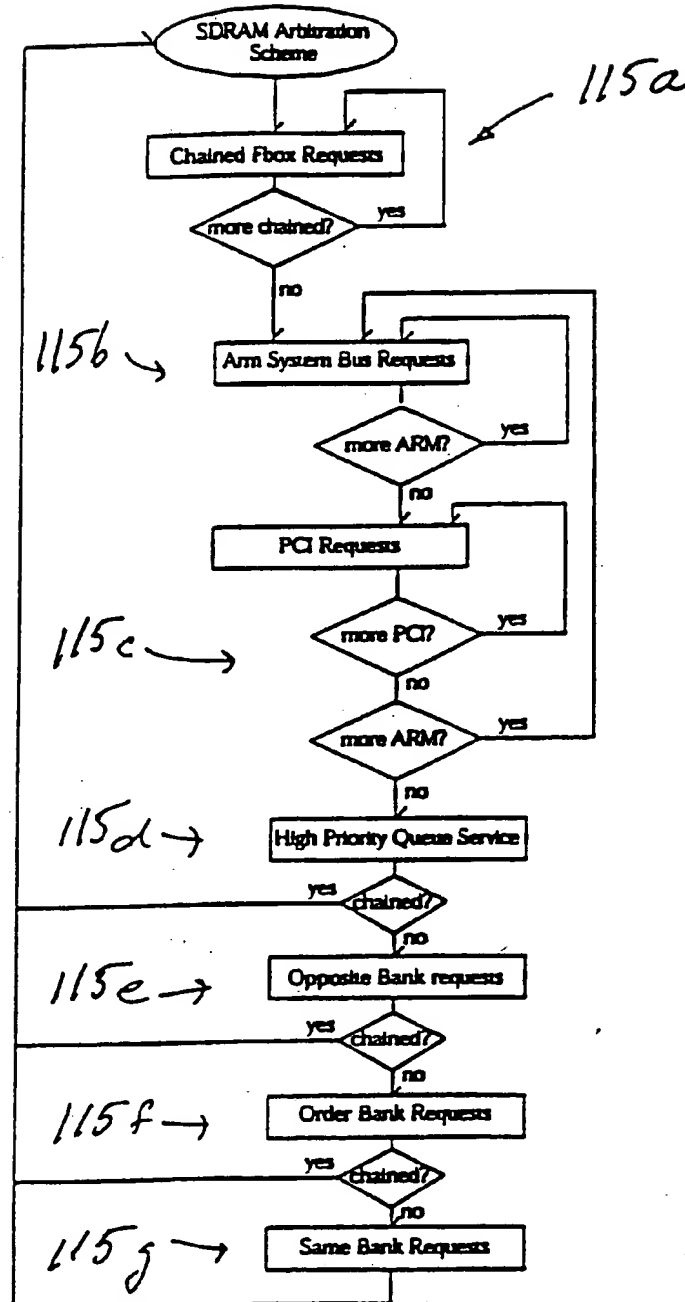 SDRAM Arbitration
Scheme
115a
Chained Fbox Requests
more chained?
yes
no
115b
Arm System Bus Requests
more ARM?
yes
no
PCI Requests
115c
more PCI?
yes
no
more ARM?
yes
no
115d
High Priority Queue Service
yes
chained?
no
115e
Opposite Bank requests
yes
chained?
no
115f
Order Bank Requests
yes
chained?
no
115g
Same Bank Requests